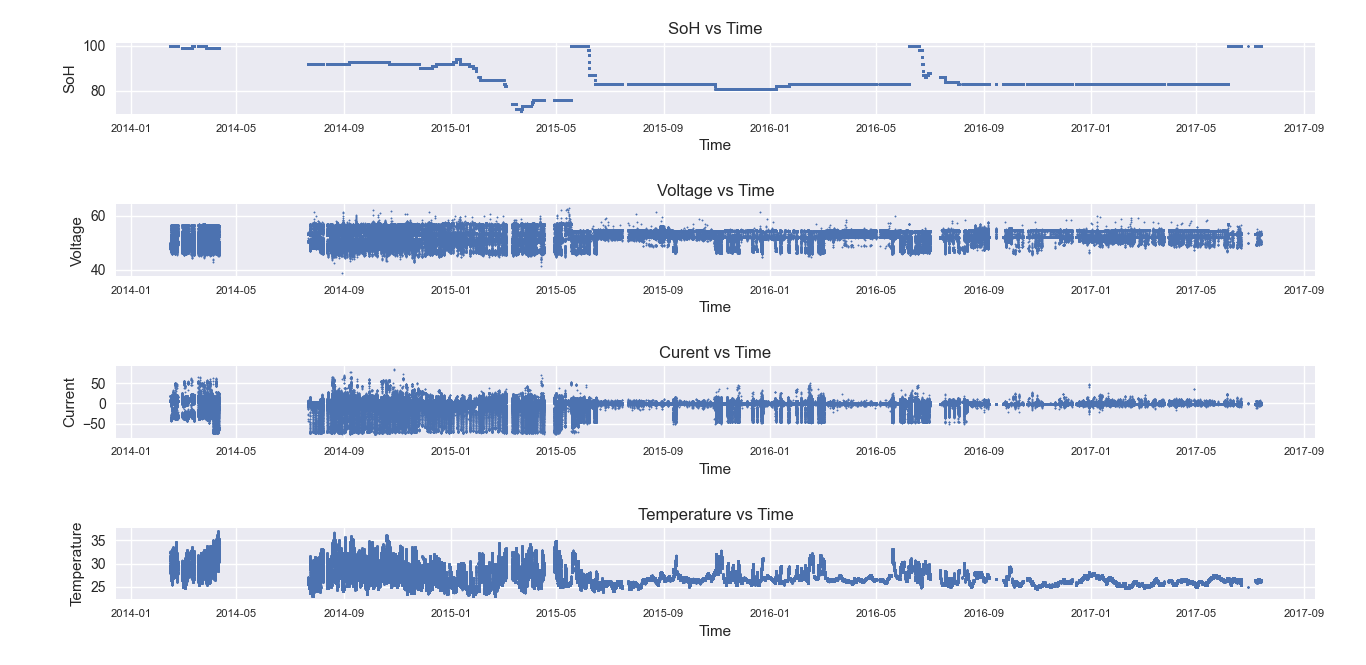 SoH vs Time
100
80
SoH
2014-01 2014-05 2014-09 2015-01 2015-05 2015-09 2016-01 2016-05 2016-09 2017-01 2017-05 2017-09
Time
Voltage vs Time
60
40
Voltage
2014-01 2014-05 2014-09 2015-01 2015-05 2015-09 2016-01 2016-05 2016-09 2017-01 2017-05 2017-09
Time
Curent vs Time
50
0
−50
Current
2014-01 2014-05 2014-09 2015-01 2015-05 2015-09 2016-01 2016-05 2016-09 2017-01 2017-05 2017-09
Time
Temperature vs Time
35
30
25
Temperature
2014-01 2014-05 2014-09 2015-01 2015-05 2015-09 2016-01 2016-05 2016-09 2017-01 2017-05 2017-09
Time